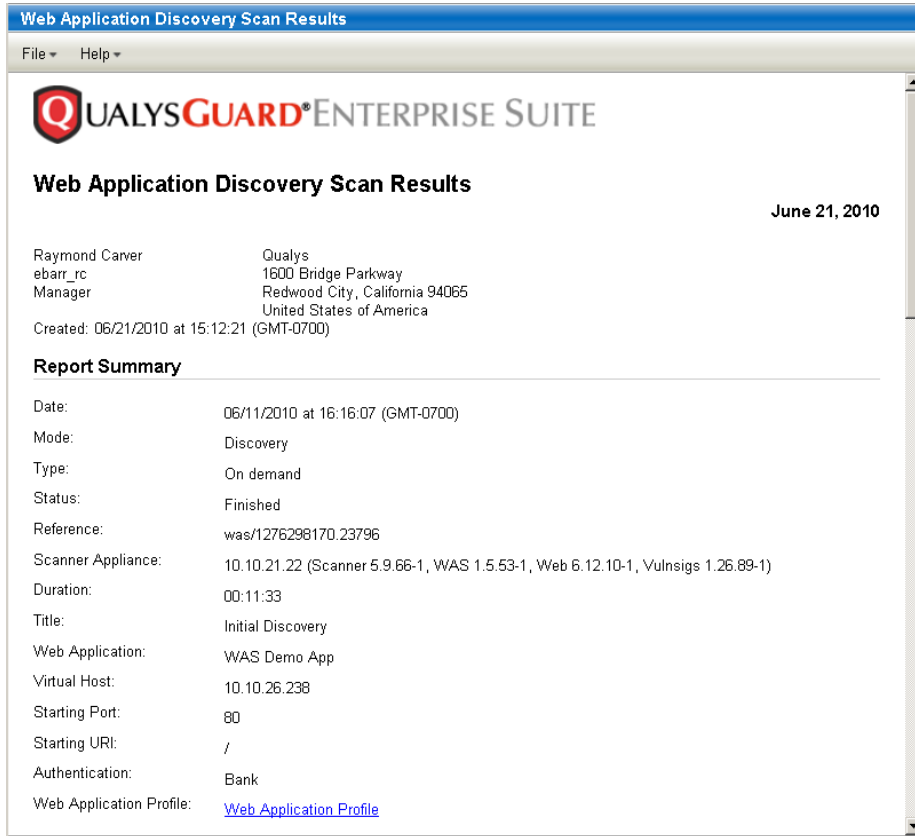 Web Application Discovery Scan Results
File Help
QUALYSGUARD® ENTERPRISE SUITE
Web Application Discovery Scan Results
June 21, 2010
Raymond Carver Qualys
ebarr_rc 1600 Bridge Parkway
Manager Redwood City, California 94065
United States of America
Created: 06/21/2010 at 15:12:21 (GMT-0700)
Report Summary
Date: 06/11/2010 at 16:16:07 (GMT-0700)
Mode: Discovery
Type: On demand
Status: Finished
Reference: was/1276298170.23796
Scanner Appliance: 10.10.21.22 (Scanner 5.9.66-1, WAS 1.5.53-1, Web 6.12.10-1, Vulnsigs 1.26.89-1)
Duration: 00:11:33
Title: Initial Discovery
Web Application: WAS Demo App
Virtual Host: 10.10.26.238
Starting Port: 80
Starting URI: /
Authentication: Bank
Web Application Profile: Web Application Profile